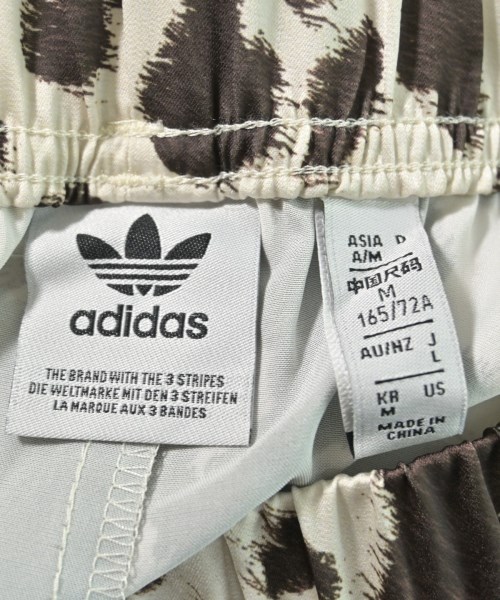 adidas
THE BRAND WITH THE 3 STRIPES
DIE WELTMARKE MIT DEN 3 STREIFEN
LA MARQUE AUX 3 BANDES
ASIA D
A/M
中国尺码
M
165/72A
AU/NZ J
L
KR US
M
MADE IN
CHINA